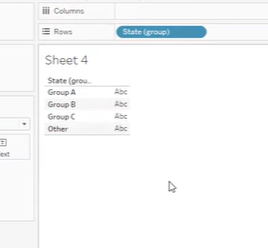 Columns
Rows
State (group)
Sheet 4
State (grou..
Group A Abc
Group B Abc
Group C Abc
Other Abc
ext